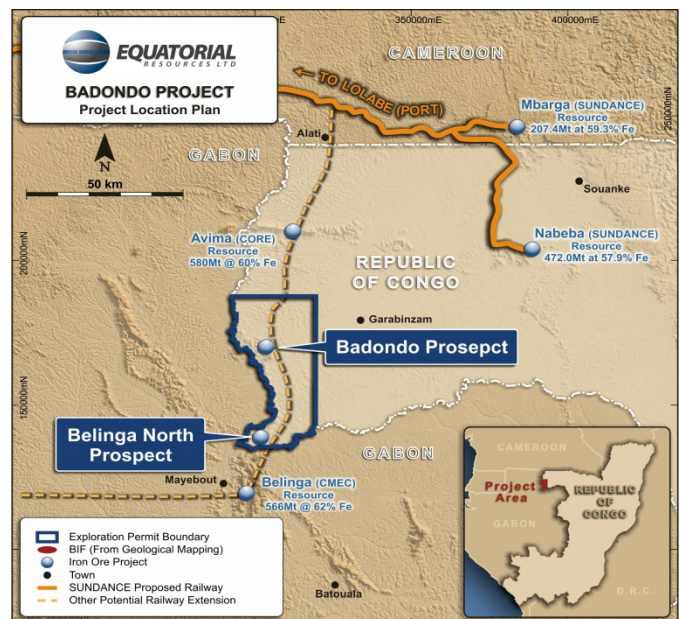 EQUATORIAL
RESOURCES LTD
BADONDO PROJECT
Project Location Plan
350000mE
400000mE
CAMEROON
TO LOLABE (PORT)
Mbarga (SUNDANCE)
Resource
207.4Mt at 59.3% Fe
250000mN
Alati
GABON
N
50 km
Souanke
Avima (CORE)
Resource
580Mt @ 60% Fe
Nabeba (SUNDANCE)
Resource
472.0Mt at 57.9% Fe
200000mN
REPUBLIC
OF CONGO
Garabinzam
Badondo Prosepct
150000mN
Belinga North
Prospect
GABON
Mayebout
Belinga (CMEC)
Resource
566Mt @ 62% Fe
Exploration Permit Boundary
BIF (From Geological Mapping)
Iron Ore Project
Town
SUNDANCE Proposed Railway
Other Potential Railway Extension
Batouala
CAMEROON
Project
Area
REPUBLIC
OF CONGO
GABON
D.R.C.